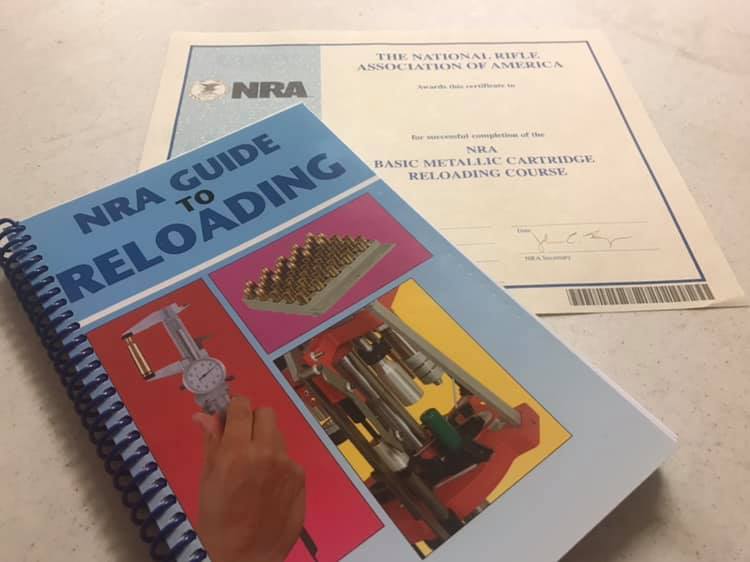 THE NATIONAL RIFLE
ASSOCIATION OF AMERICA
Awards this certificate to
NRA
for successful completion of the
NRA
BASIC METALLIC CARTRIDGE
RELOADING COURSE
Date
NRA Secretary
NRA GUIDE
TO
RELOADING